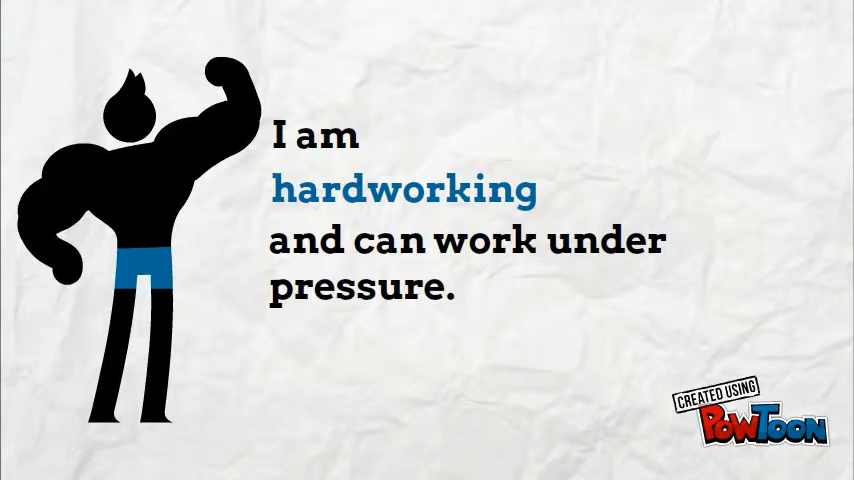 I am
hardworking
and can work under
pressure.
CREATED USING
POWTOON